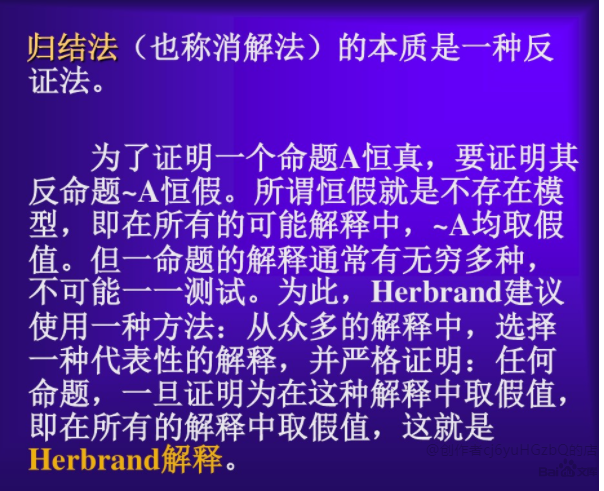 归结法（也称消解法）的本质是一种反
证法。
为了证明一个命题A恒真，要证明其
反命题~A恒假。所谓恒假就是不存在模
型，即在所有的可能解释中，~A均取假
值。但一命题的解释通常有无穷多种，
不可能一一测试。为此，Herbrand建议
使用一种方法：从众多的解释中，选择
一种代表性的解释，并严格证明：任何
命题，一旦证明为在这种解释中取假值，
即在所有的解释中取假值，这就是
Herbrand解释。